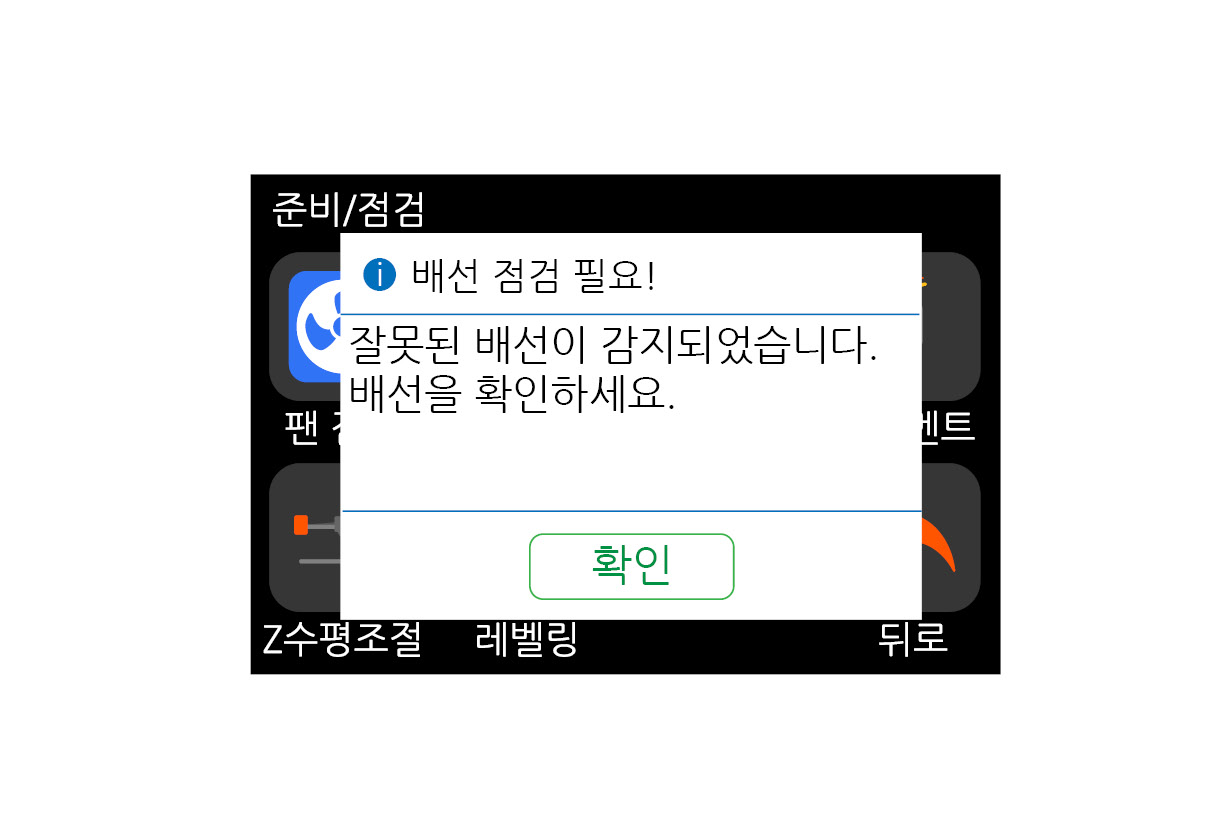 준비/점검
i 배선 점검 필요!
잘못된 배선이 감지되었습니다.
배선을 확인하세요.
팬
확인
Z수평조절 레벨링 뒤로